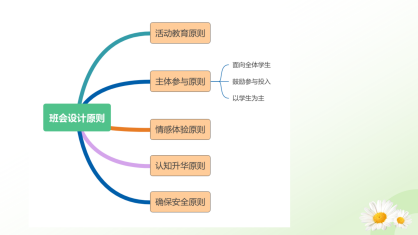 班会设计原则
活动教育原则
主体参与原则
面向全体学生
鼓励参与投入
以学生为主
情感体验原则
认知升华原则
确保安全原则